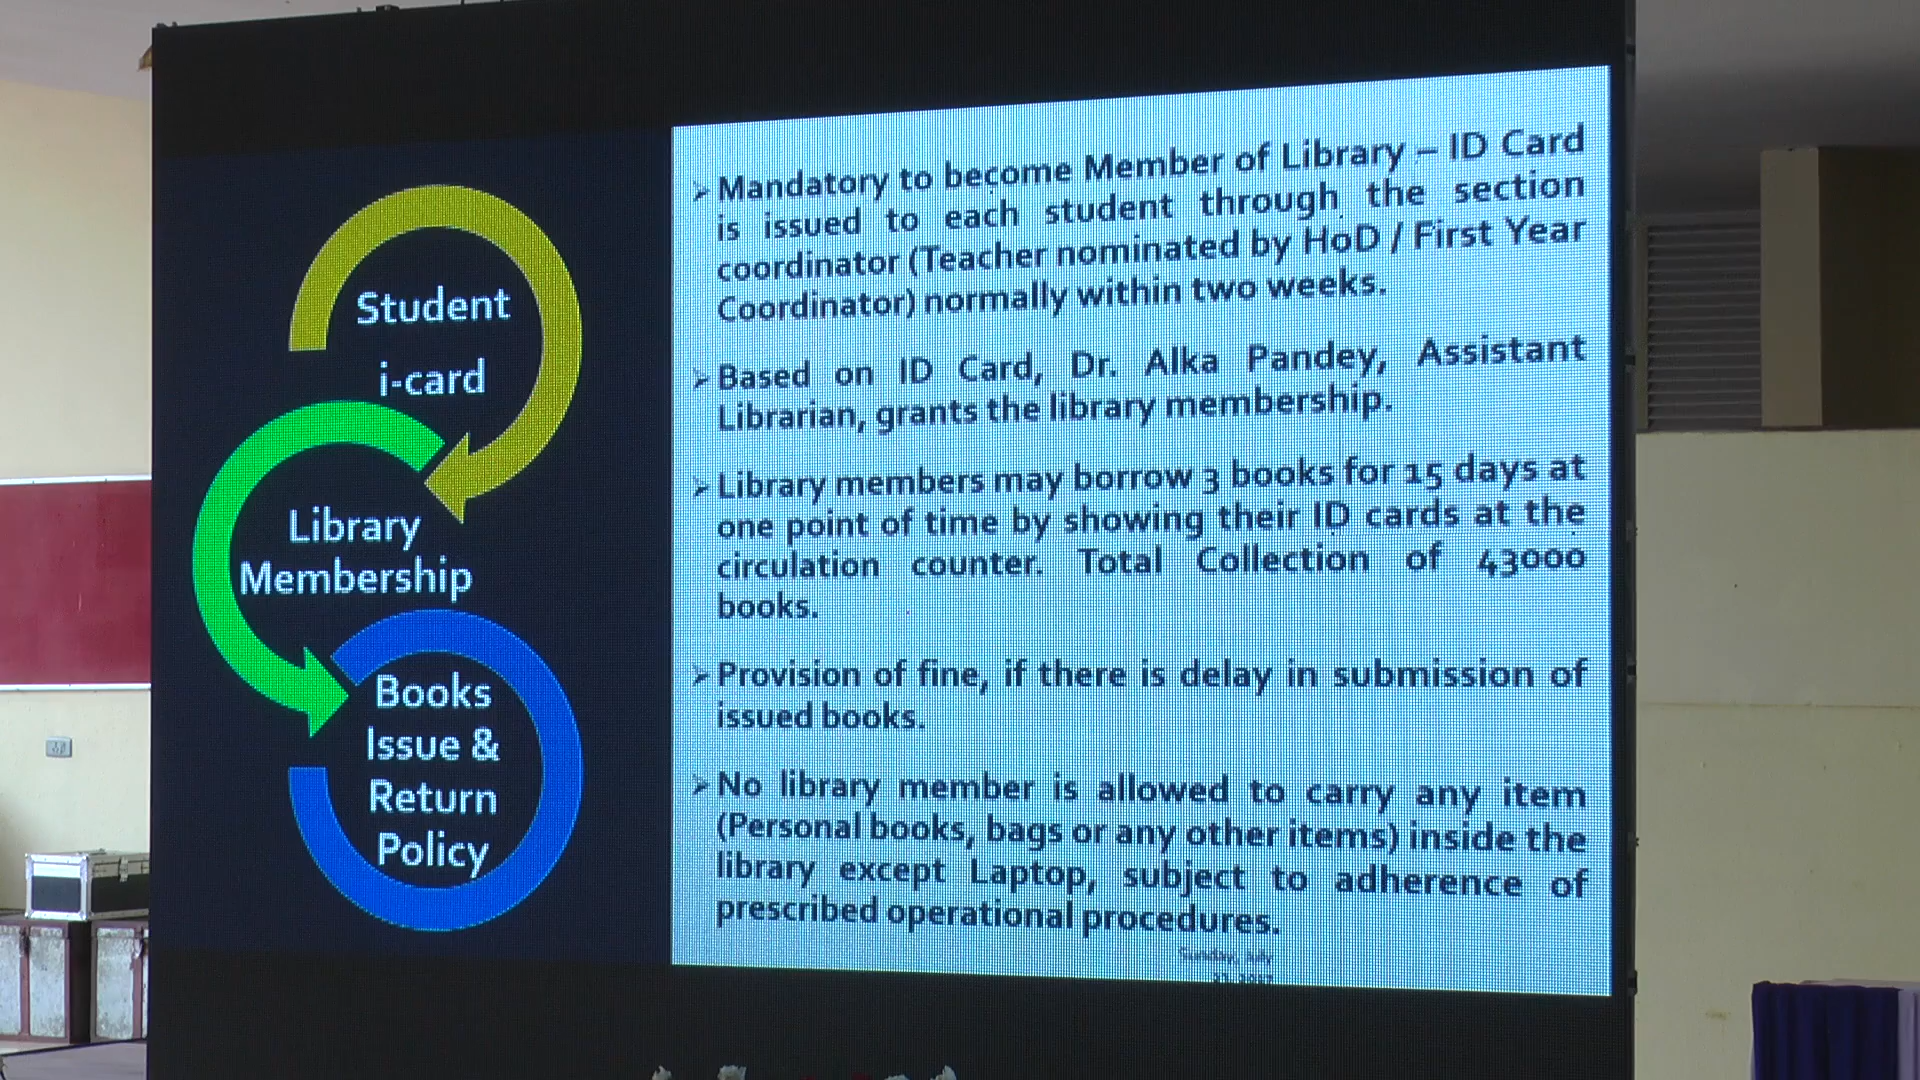 Student
i-card
Library
Membership
Books
Issue &
Return
Policy
➢ Mandatory to become Member of Library – ID Card
is issued to each student through the section
coordinator (Teacher nominated by HoD / First Year
Coordinator) normally within two weeks.
➢ Based on ID Card, Dr. Alka Pandey, Assistant
Librarian, grants the library membership.
➢ Library members may borrow 3 books for 15 days at
one point of time by showing their ID cards at the
circulation counter. Total Collection of 43000
books.
➢ Provision of fine, if there is delay in submission of
issued books.
➢ No library member is allowed to carry any item
(Personal books, bags or any other items) inside the
library except Laptop, subject to adherence of
prescribed operational procedures.
Sunday, July